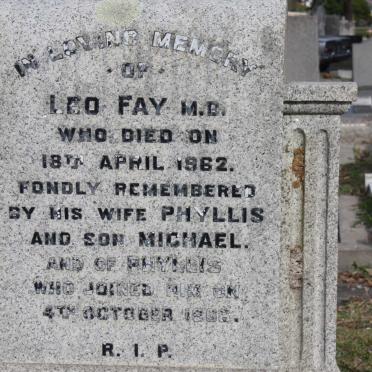 IN LOVING MEMORY
· OF ·
LEO FAY M.B.
WHO DIED ON
18TH APRIL 1962.
FONDLY REMEMBERED
BY HIS WIFE PHYLLIS
AND SON MICHAEL.
AND OF PHYLLIS
WHO JOINED HIM ON
4TH OCTOBER
R. I. P.